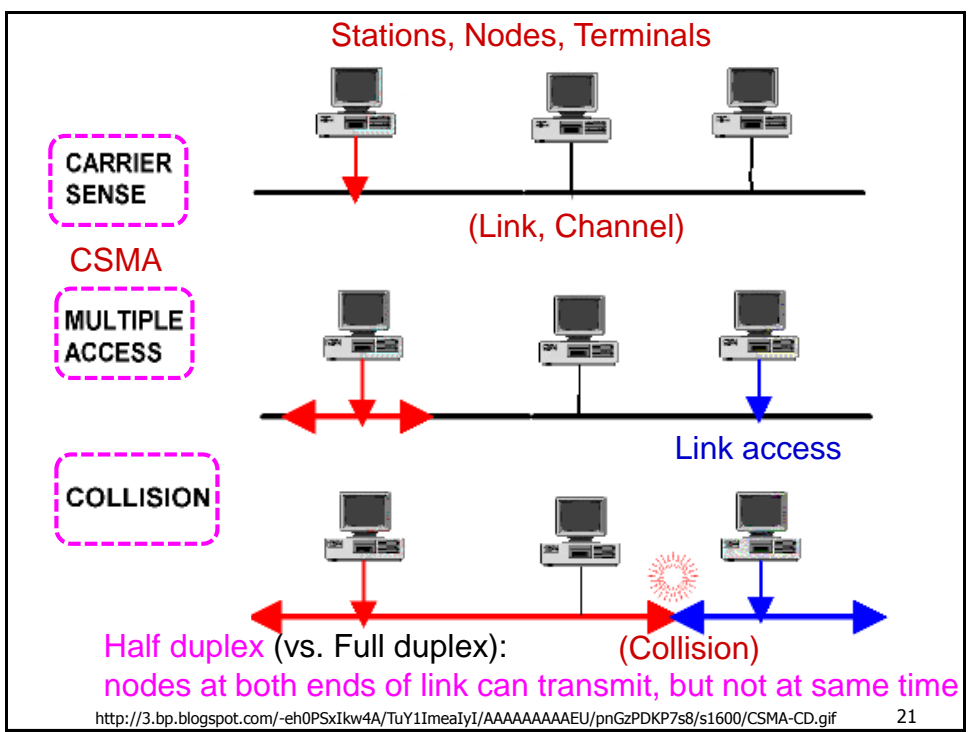 Stations, Nodes, Terminals
CARRIER
SENSE
(Link, Channel)
CSMA
MULTIPLE
ACCESS
Link access
COLLISION
Half duplex (vs. Full duplex):
(Collision)
nodes at both ends of link can transmit, but not at same time
http://3.bp.blogspot.com/-eh0PSxIkw4A/TuY1ImeaIyI/AAAAAAAAAEU/pnGzPDKP7s8/s1600/CSMA-CD.gif
21